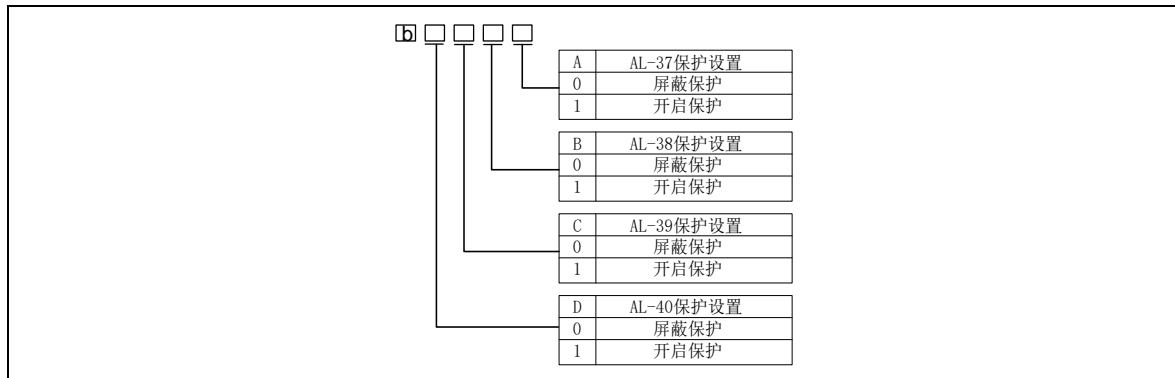 b
A AL-37保护设置
0 屏蔽保护
1 开启保护
B AL-38保护设置
0 屏蔽保护
1 开启保护
C AL-39保护设置
0 屏蔽保护
1 开启保护
D AL-40保护设置
0 屏蔽保护
1 开启保护